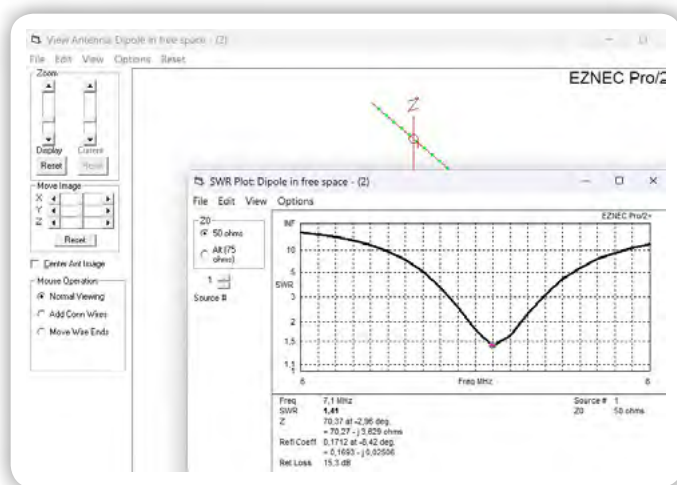 View Antenna: Dipole in free space - (2)
File Edit View Options Reset
Zoom
Display Current
Reset Reset
Move Image
X
Y
Z
Reset
Center Ant Image
Mouse Operation
Normal Viewing
Add Conn Wires
Move Wire Ends
EZNEC Pro/2
Z
SWR Plot: Dipole in free space - (2)
File Edit View Options
Z0
50 ohms
Alt (75
ohms)
1
Source #
EZNEC Pro/2+
INF
10
5
SWR
3
2
1.5
1.1
1
6 Freq MHz 8
Freq 7,1 MHz Source # 1
SWR 1,41 Z0 50 ohms
Z 70,37 at -2,96 deg.
= 70,27 - j 3,629 ohms
Refl Coeff 0,1712 at -8,42 deg.
= 0,1693 - j 0,02506
Ret Loss 15,3 dB